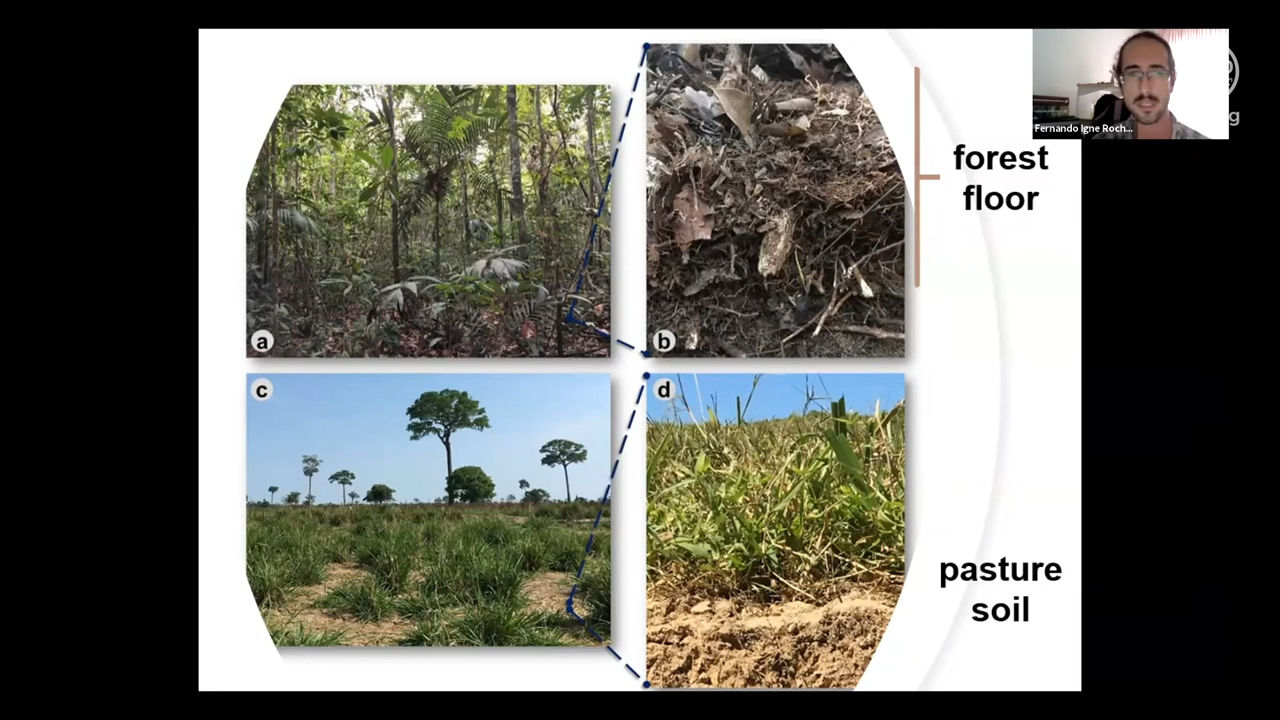 Fernando Igne Roch...
g
forest
floor
a
b
c
d
pasture
soil